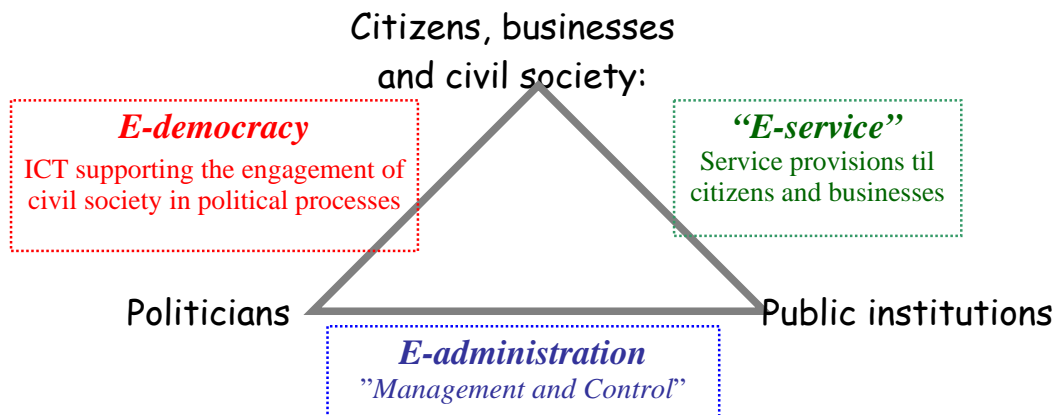 Citizens, businesses
and civil society:
E-democracy
ICT supporting the engagement of
civil society in political processes
“E-service”
Service provisions til
citizens and businesses
Politicians
Public institutions
E-administration
”Management and Control”